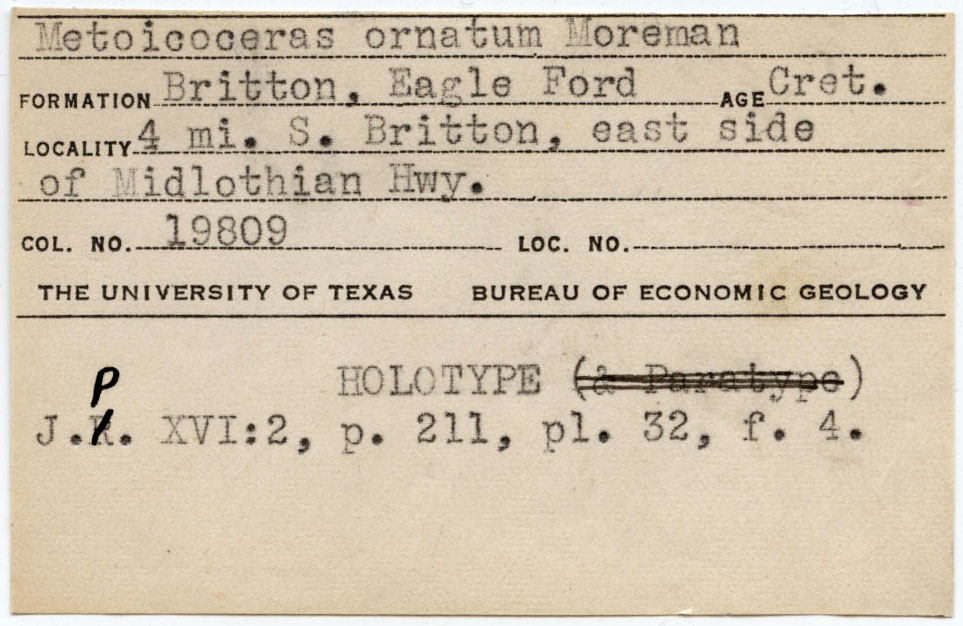 Metoicoceras ornatum Moreman
FORMATION Britton, Eagle Ford AGE Cret.
LOCALITY 4 mi. S. Britton, east side
of Midlothian Hwy.
COL. NO. 19809 LOC. NO.
THE UNIVERSITY OF TEXAS BUREAU OF ECONOMIC GEOLOGY
HOLOTYPE (& Paratype)
J.P. XVI:2, p. 211, pl. 32, f. 4.